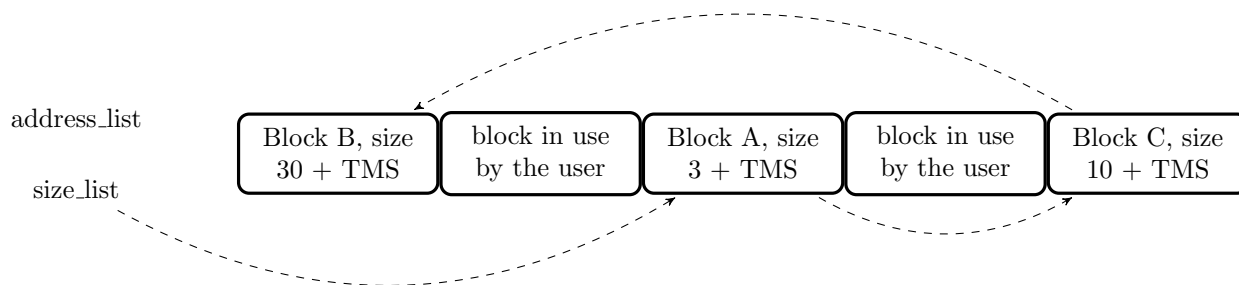 address_list
size_list
Block B, size
30 + TMS
block in use
by the user
Block A, size
3 + TMS
block in use
by the user
Block C, size
10 + TMS